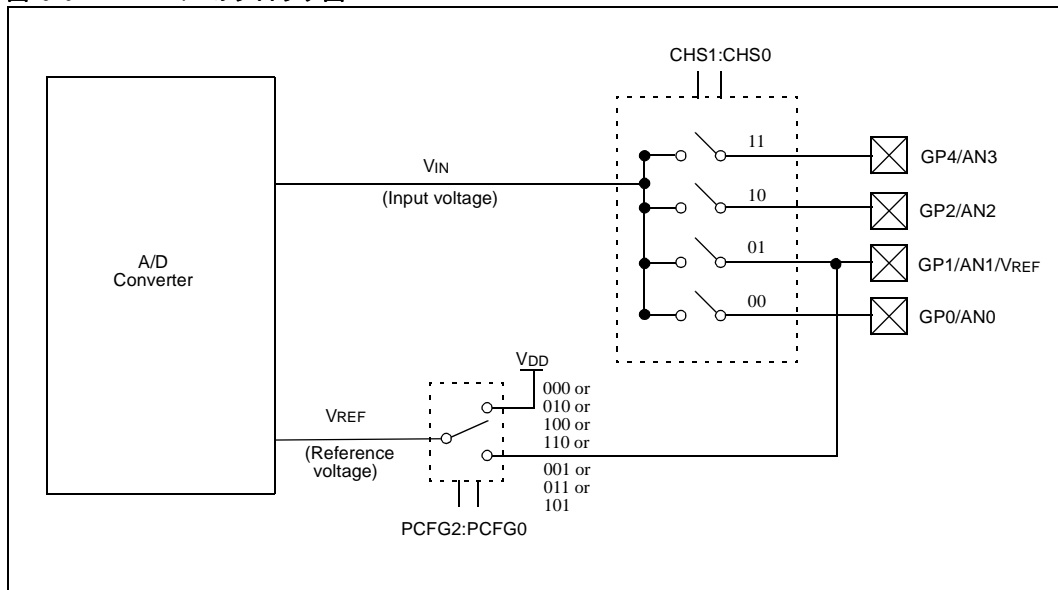 CHS1:CHS0
11
GP4/AN3
VIN
(Input voltage)
10
GP2/AN2
A/D
Converter
01
GP1/AN1/VREF
00
GP0/AN0
VDD
000 or
010 or
100 or
110 or
VREF
(Reference
voltage)
001 or
011 or
101
PCFG2:PCFG0